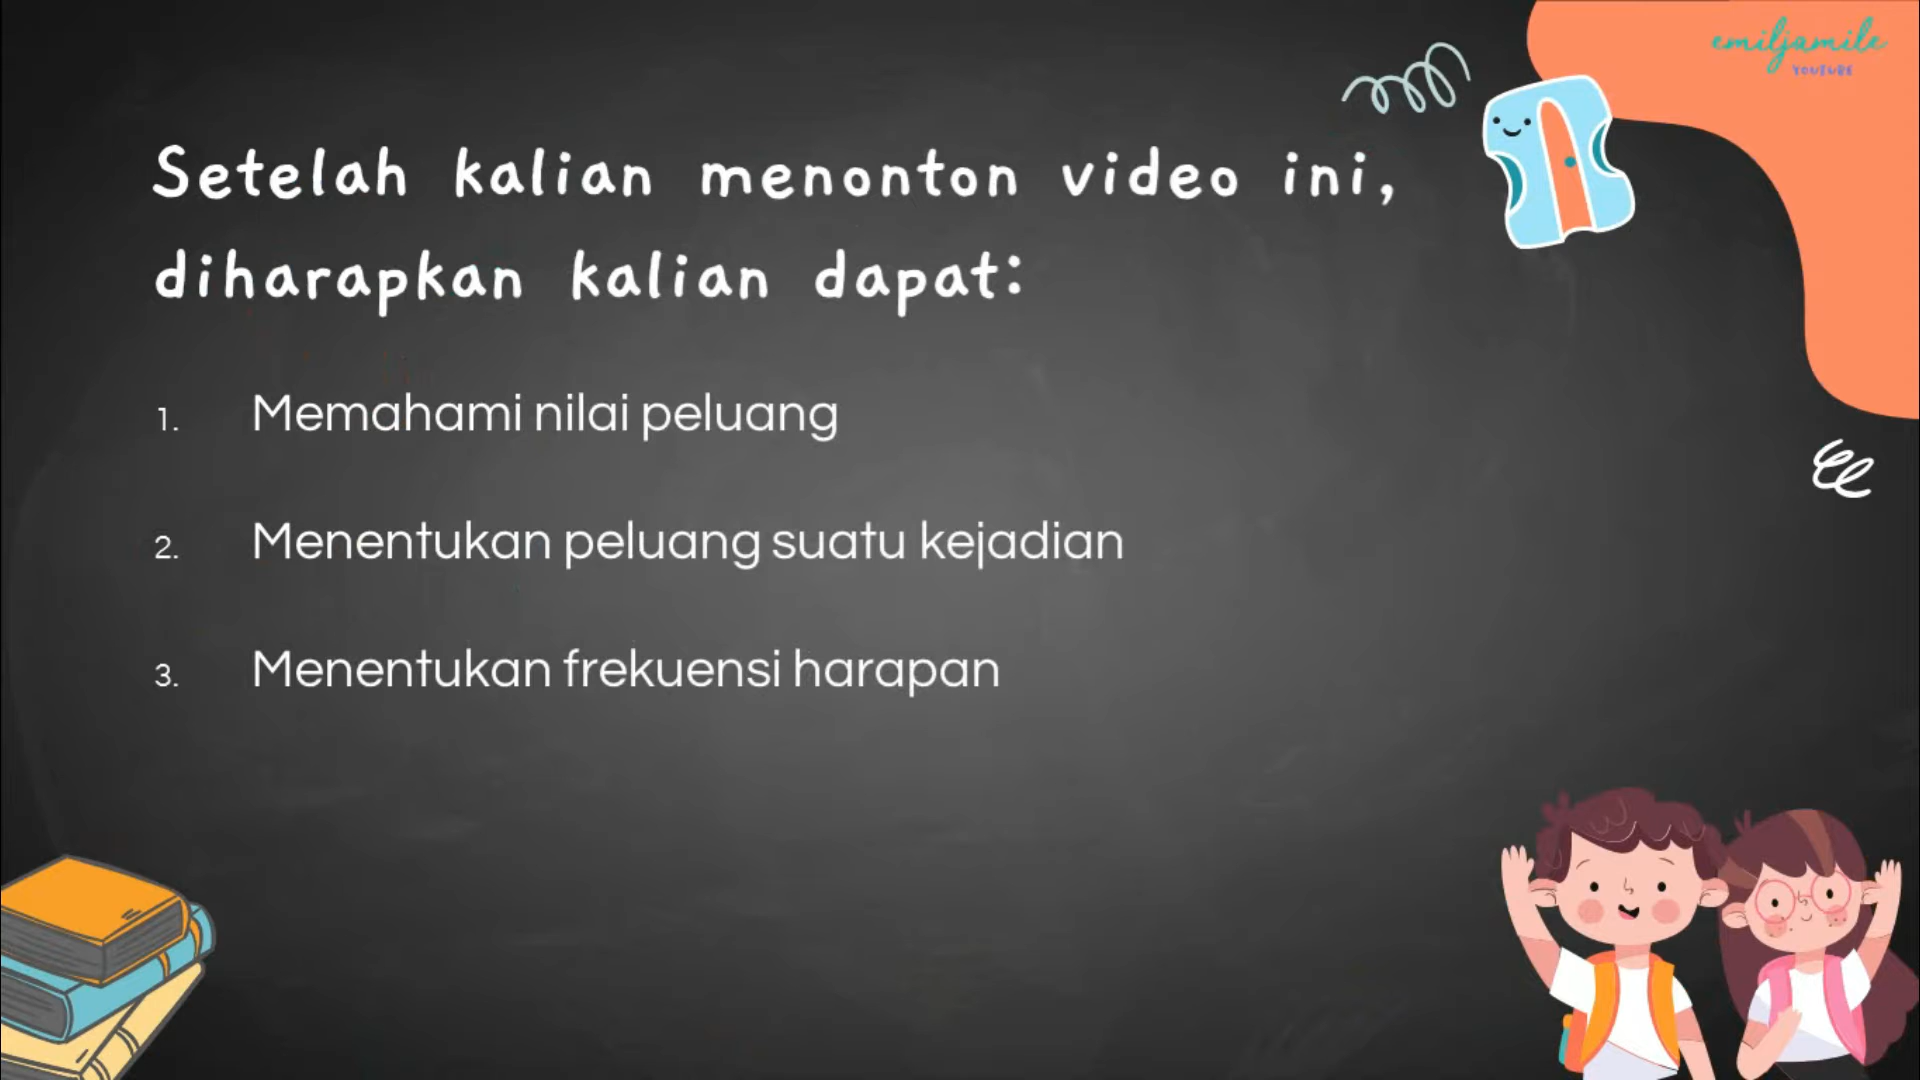 emiljamile
YOUTUBE
Setelah kalian menonton video ini,
diharapkan kalian dapat:
1. Memahami nilai peluang
2. Menentukan peluang suatu kejadian
3. Menentukan frekuensi harapan